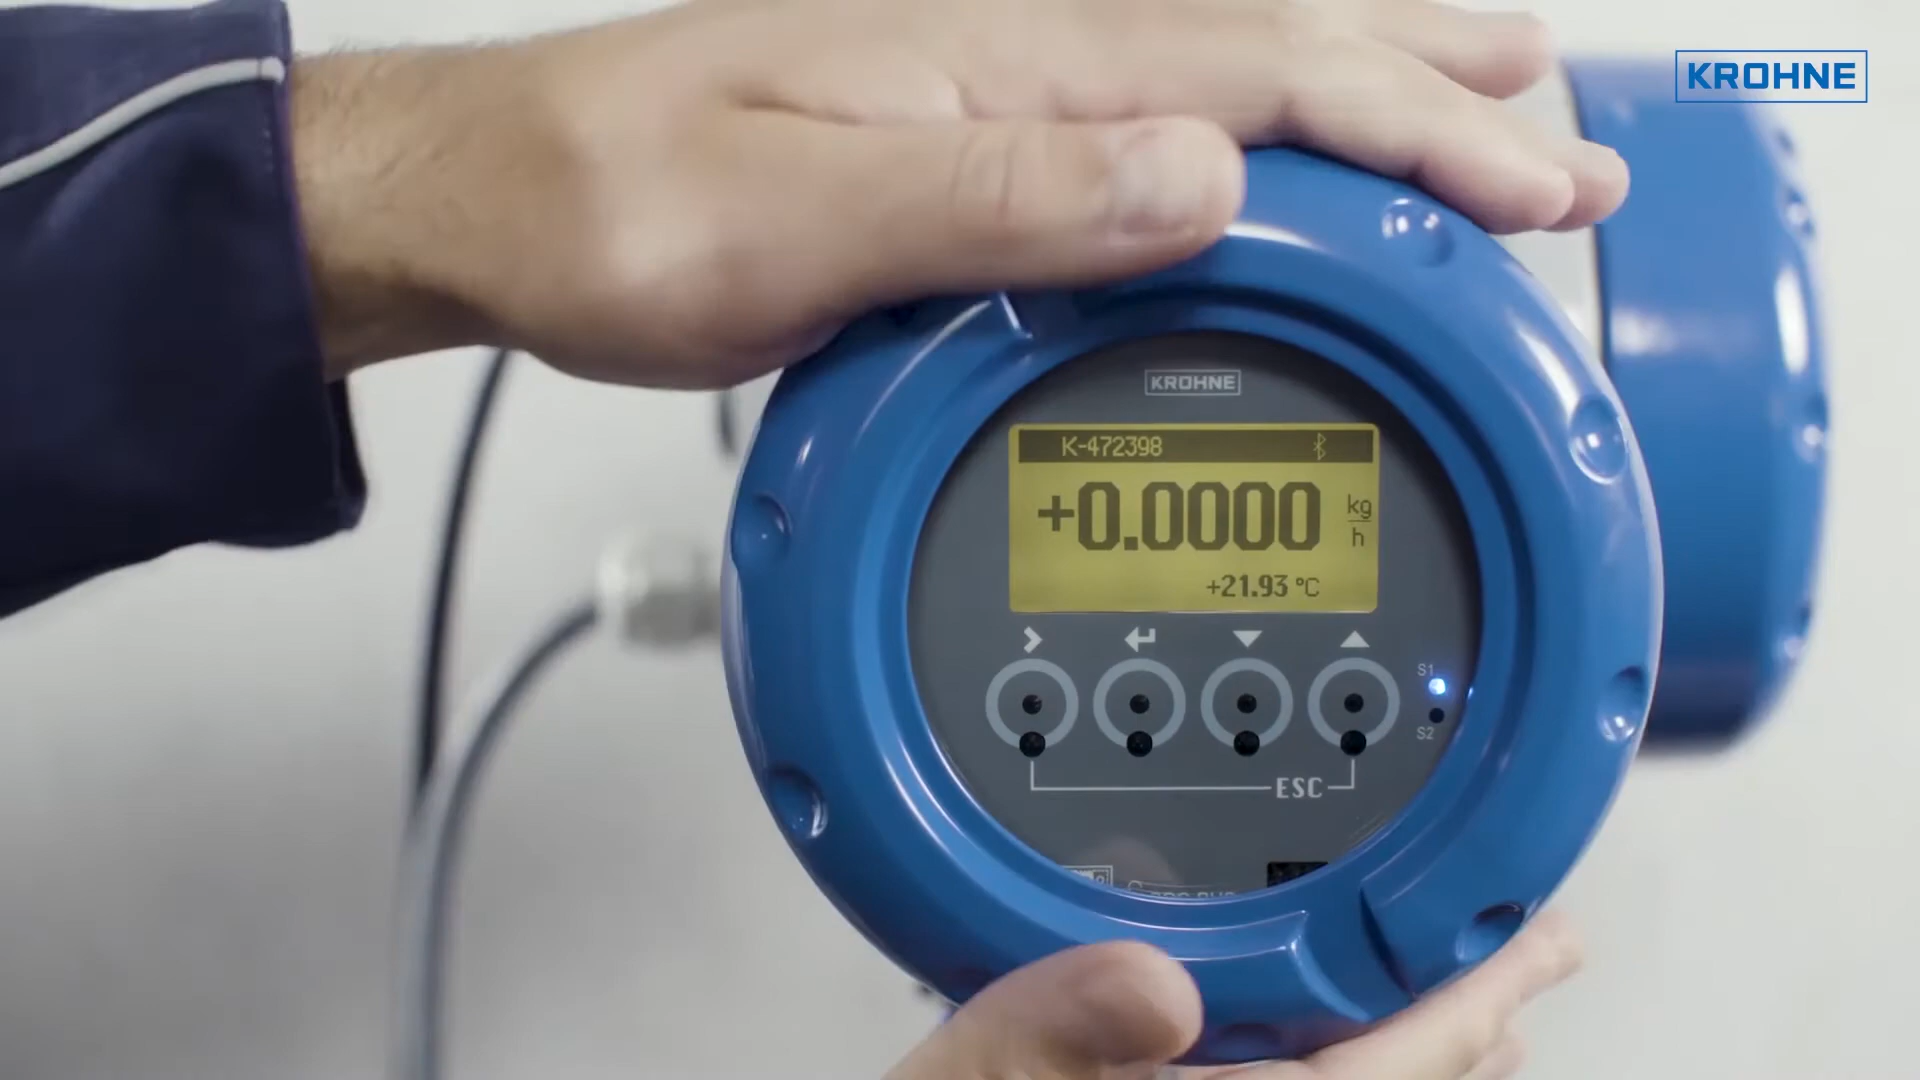 KROHNE
KROHNE
K-472398
+0.0000 kg/h
+21.93 °C
S1
S2
ESC